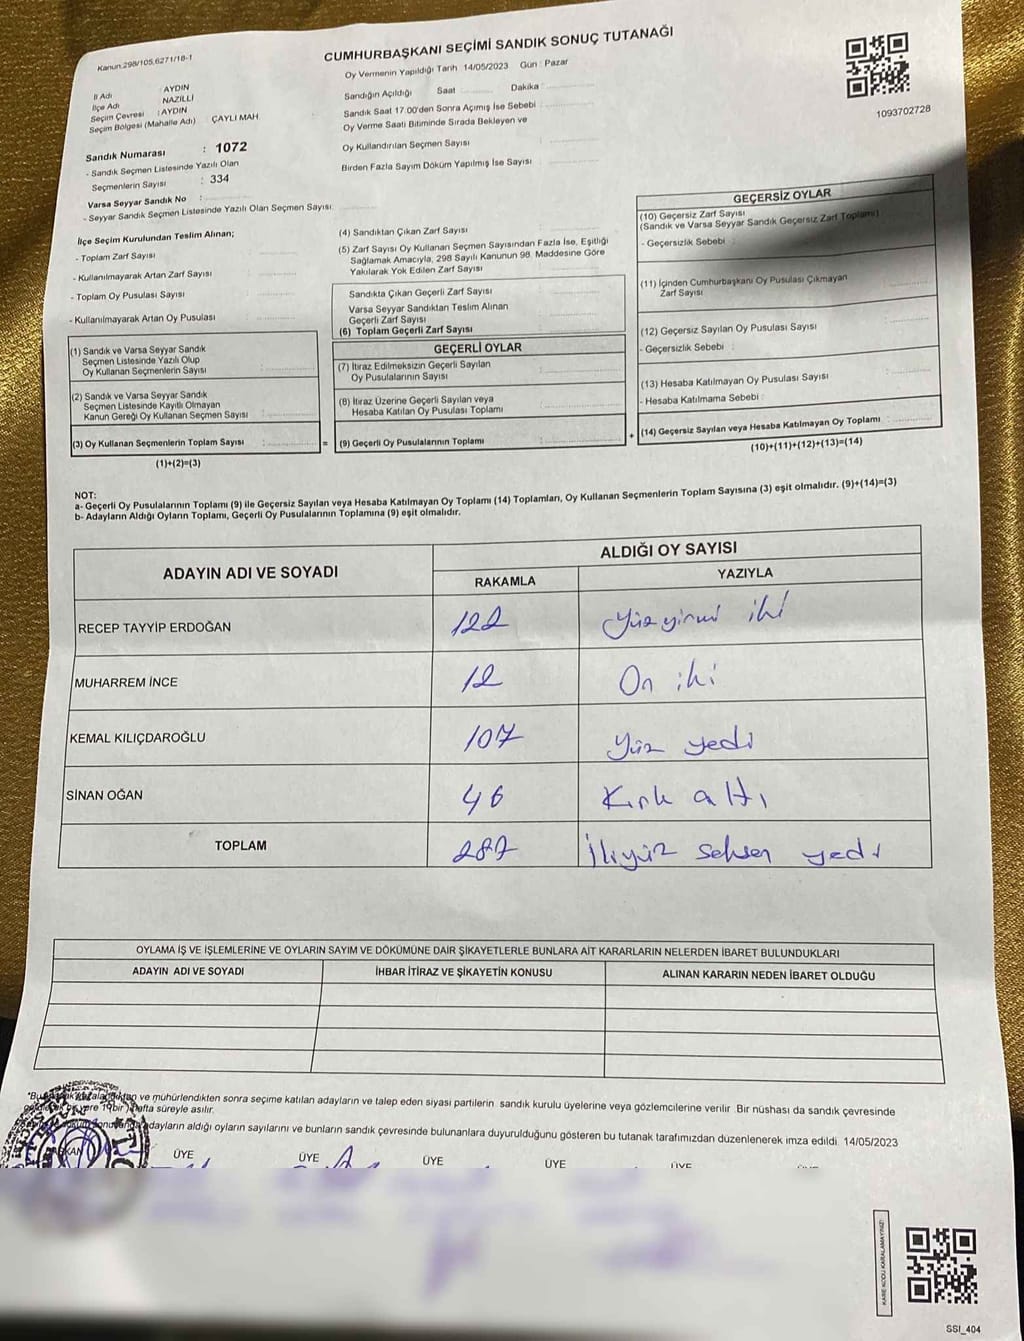 Kanun:298/105,6271/18-1
CUMHURBAŞKANI SEÇİMİ SANDIK SONUÇ TUTANAĞI
Oy Vermenin Yapıldığı Tarih 14/05/2023 Gün : Pazar
1093702728
İl Adı : AYDIN
İlçe Adı NAZİLLİ
Seçim Çevresi : AYDIN
Seçim Bölgesi (Mahalle Adı) ÇAYLI MAH.
Sandık Numarası : 1072
- Sandık Seçmen Listesinde Yazılı Olan
Seçmenlerin Sayısı : 334
Varsa Seyyar Sandık No :
- Seyyar Sandık Seçmen Listesinde Yazılı Olan Seçmen Sayısı:
Sandığın Açıldığı Saat Dakika
Sandık Saat 17.00'den Sonra Açımış İse Sebebi
Oy Verme Saati Bitiminde Sırada Bekleyen ve
Oy Kullandırılan Seçmen Sayısı
Birden Fazla Sayım Döküm Yapılmış İse Sayısı
İlçe Seçim Kurulundan Teslim Alınan;
- Toplam Zarf Sayısı
- Kullanılmayarak Artan Zarf Sayısı
- Toplam Oy Pusulası Sayısı
- Kullanılmayarak Artan Oy Pusulası
(1) Sandık ve Varsa Seyyar Sandık
Seçmen Listesinde Yazılı Olup
Oy Kullanan Seçmenlerin Sayısı
(2) Sandık ve Varsa Seyyar Sandık
Seçmen Listesinde Kayıtlı Olmayan
Kanun Gereği Oy Kullanan Seçmen Sayısı
(3) Oy Kullanan Seçmenlerin Toplam Sayısı
(1)+(2)=(3)
(4) Sandıktan Çıkan Zarf Sayısı
(5) Zarf Sayısı Oy Kullanan Seçmen Sayısından Fazla İse, Eşitliği
Sağlamak Amacıyla, 298 Sayılı Kanunun 98. Maddesine Göre
Yakılarak Yok Edilen Zarf Sayısı
Sandıkta Çıkan Geçerli Zarf Sayısı
Varsa Seyyar Sandıktan Teslim Alınan
Geçerli Zarf Sayısı
(6) Toplam Geçerli Zarf Sayısı
GEÇERLİ OYLAR
(7) İtiraz Edilmeksizin Geçerli Sayılan
Oy Pusulalarının Sayısı
(8) İtiraz Üzerine Geçerli Sayılan veya
Hesaba Katılan Oy Pusulası Toplamı
= (9) Geçerli Oy Pusulalarının Toplamı
GEÇERSİZ OYLAR
(10) Geçersiz Zarf Sayısı
(Sandık ve Varsa Seyyar Sandık Geçersiz Zarf Toplamı)
- Geçersizlik Sebebi :
(11) İçinden Cumhurbaşkanı Oy Pusulası Çıkmayan
Zarf Sayısı
(12) Geçersiz Sayılan Oy Pusulası Sayısı
- Geçersizlik Sebebi :
(13) Hesaba Katılmayan Oy Pusulası Sayısı
- Hesaba Katılmama Sebebi :
+ (14) Geçersiz Sayılan veya Hesaba Katılmayan Oy Toplamı
(10)+(11)+(12)+(13)=(14)
NOT:
a- Geçerli Oy Pusulalarının Toplamı (9) ile Geçersiz Sayılan veya Hesaba Katılmayan Oy Toplamı (14) Toplamları, Oy Kullanan Seçmenlerin Toplam Sayısına (3) eşit olmalıdır. (9)+(14)=(3)
b- Adayların Aldığı Oyların Toplamı, Geçerli Oy Pusulalarının Toplamına (9) eşit olmalıdır.
ADAYIN ADI VE SOYADI
ALDIĞI OY SAYISI
RAKAMLA YAZIYLA
RECEP TAYYİP ERDOĞAN 122 Yüz yirmi iki
MUHARREM İNCE 12 On iki
KEMAL KILIÇDAROĞLU 107 Yüz yedi
SİNAN OĞAN 46 Kırk altı
TOPLAM 287 İkiyüz seksen yedi
OYLAMA İŞ VE İŞLEMLERİNE VE OYLARIN SAYIM VE DÖKÜMÜNE DAİR ŞİKAYETLERLE BUNLARA AİT KARARLARIN NELERDEN İBARET BULUNDUKLARI
ADAYIN ADI VE SOYADI İHBAR İTİRAZ VE ŞİKAYETİN KONUSU ALINAN KARARIN NEDEN İBARET OLDUĞU
ve mühürlendikten sonra seçime katılan adayların ve talep eden siyasi partilerin sandık kurulu üyelerine veya gözlemcilerine verilir Bir nüshası da sandık çevresinde
hafta süreyle asılır.
adayların aldığı oyların sayılarını ve bunların sandık çevresinde bulunanlara duyurulduğunu gösteren bu tutanak tarafımızdan düzenlenerek imza edildi 14/05/2023
ÜYE ÜYE ÜYE ÜYE ÜYE
KARE KODU KARALAMAYINIZ!
SSI_404